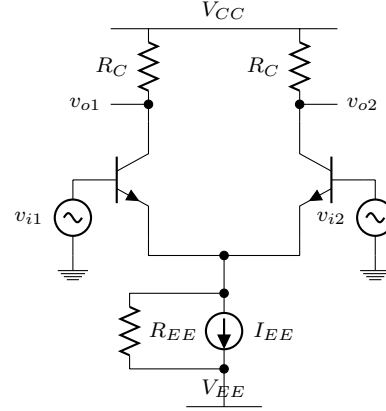 V_{CC}
R_C R_C
v_{o1} v_{o2}
v_{i1} v_{i2}
R_{EE} I_{EE}
V_{EE}